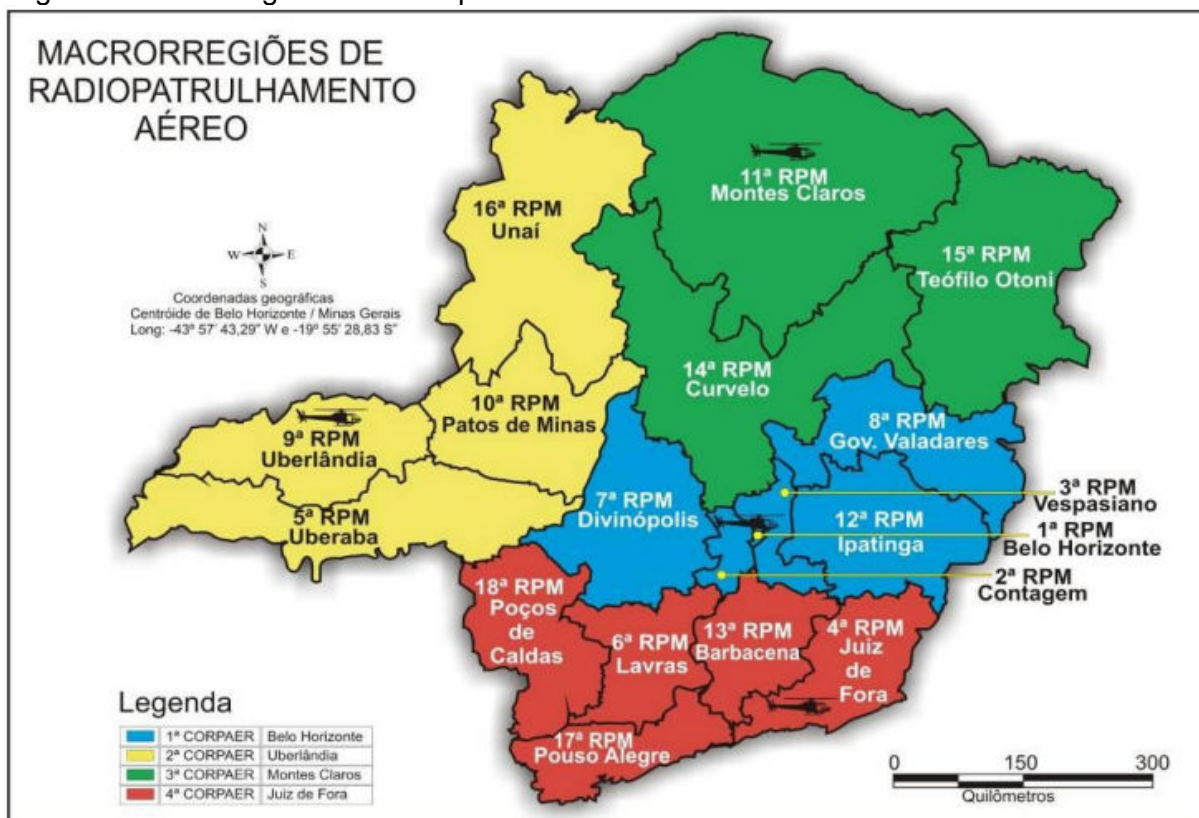 MACRORREGIÕES DE
RADIOPATRULHAMENTO
AÉREO
N
W E
S
Coordenadas geográficas
Centróide de Belo Horizonte / Minas Gerais
Long: -43º 57' 43,29" W e -19º 55' 28,83 S"
11ª RPM
Montes Claros
16ª RPM
Unaí
15ª RPM
Teófilo Otoni
14ª RPM
Curvelo
10ª RPM
Patos de Minas
9ª RPM
Uberlândia
8ª RPM
Gov. Valadares
5ª RPM
Uberaba
7ª RPM
Divinópolis
12ª RPM
Ipatinga
3ª RPM
Vespasiano
1ª RPM
Belo Horizonte
2ª RPM
Contagem
18ª RPM
Poços
de
Caldas
6ª RPM
Lavras
13ª RPM
Barbacena
4ª RPM
Juiz
de
Fora
17ª RPM
Pouso Alegre
Legenda
1ª CORPAER Belo Horizonte
2ª CORPAER Uberlândia
3ª CORPAER Montes Claros
4ª CORPAER Juiz de Fora
0 150 300
Quilômetros